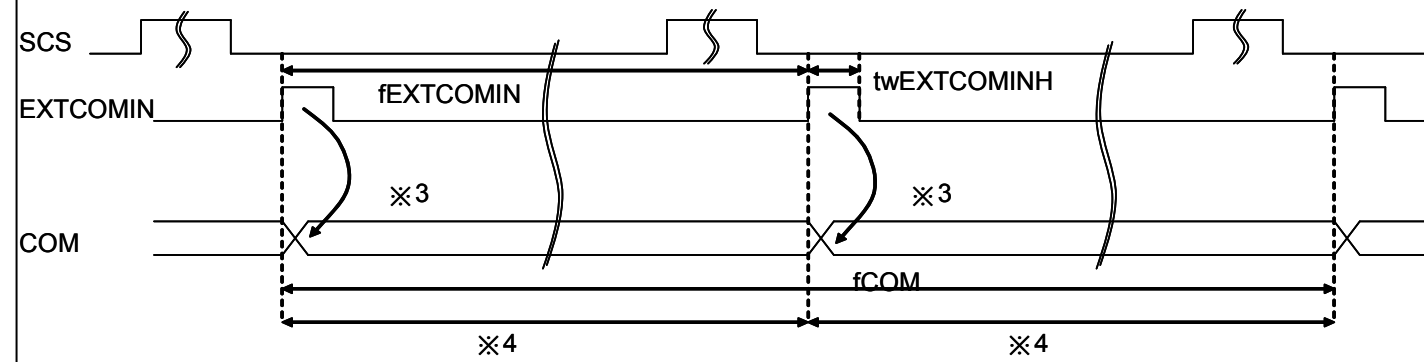 SCS
fEXTCOMIN
twEXTCOMINH
EXTCOMIN
※3
※3
COM
fCOM
※4
※4